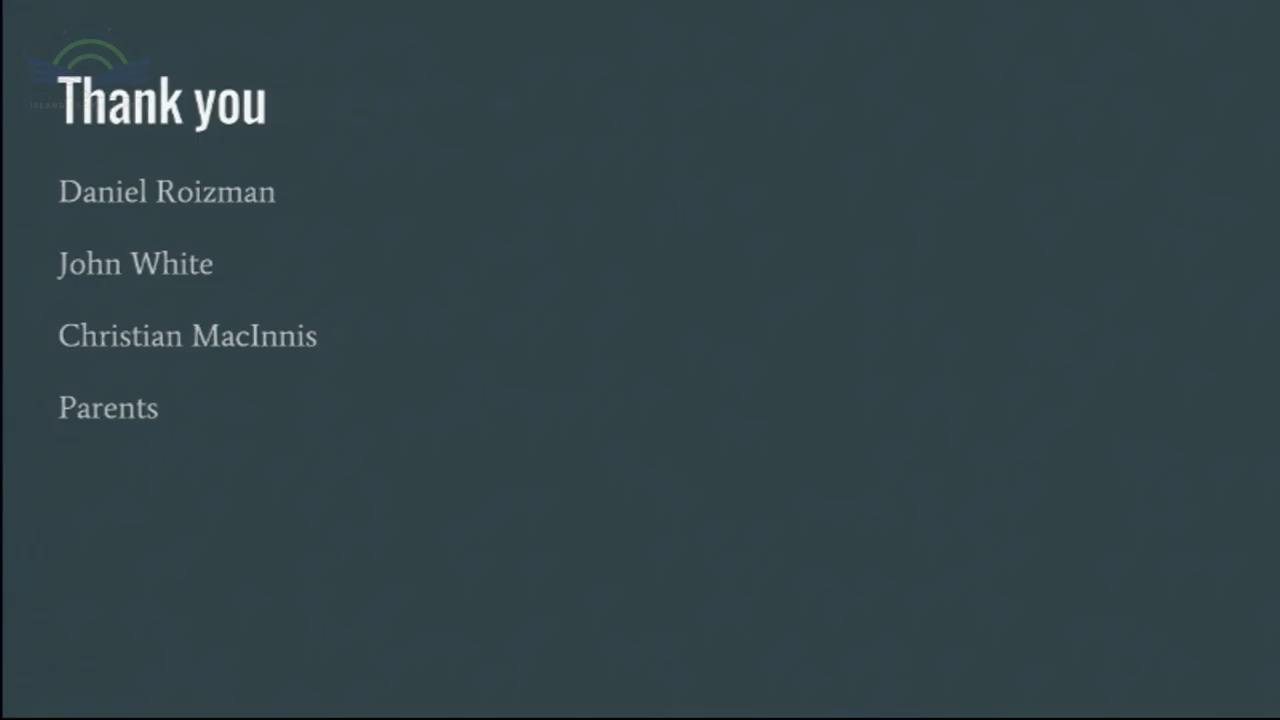 Thank you
Daniel Roizman
John White
Christian MacInnis
Parents